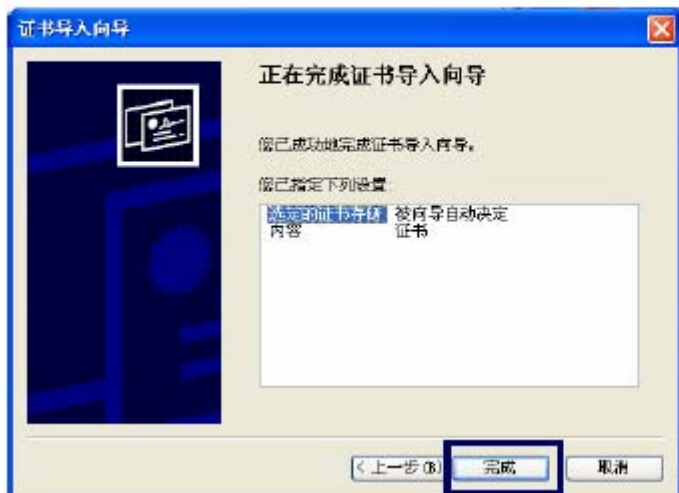 证书导入向导
正在完成证书导入向导
您已成功地完成证书导入向导。
您已指定下列设置:
选定的证书存储 被向导自动决定
内容 证书
<上一步(B) 完成 取消